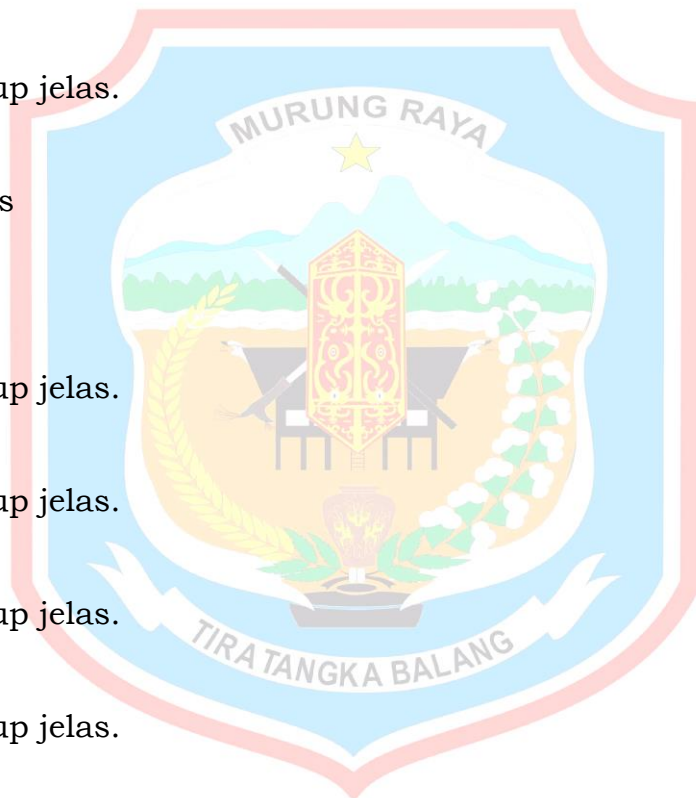 up jelas.
MURUNG RAYA
s
up jelas.
up jelas.
up jelas.
TIRA TANGKA BALANG
up jelas.